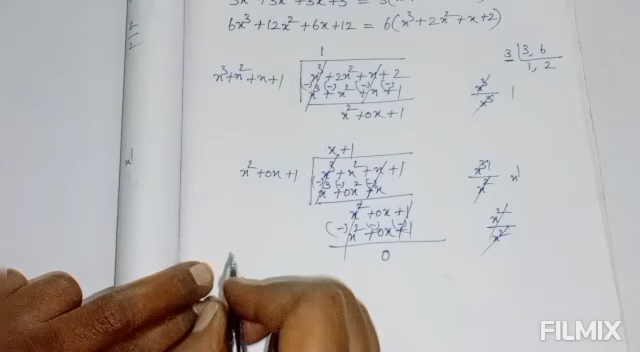 6x³+12x²+6x+12 = 6(x³+2x²+x+2)
1
3 | 3, 6
1, 2
x³+x²+x+1 x³+2x²+x+2
(-)x³+(-)x²+(-)x+(-)1 x³/x³ 1
x²+0x+1
x+1
x²+0x+1 x³+x²+x+1 x³/x² x
(-)x³+(-)0x²+(-)x
x²+0x+1
(-)x²+(-)0x+(-)1 x²/x²
0
FILMIX